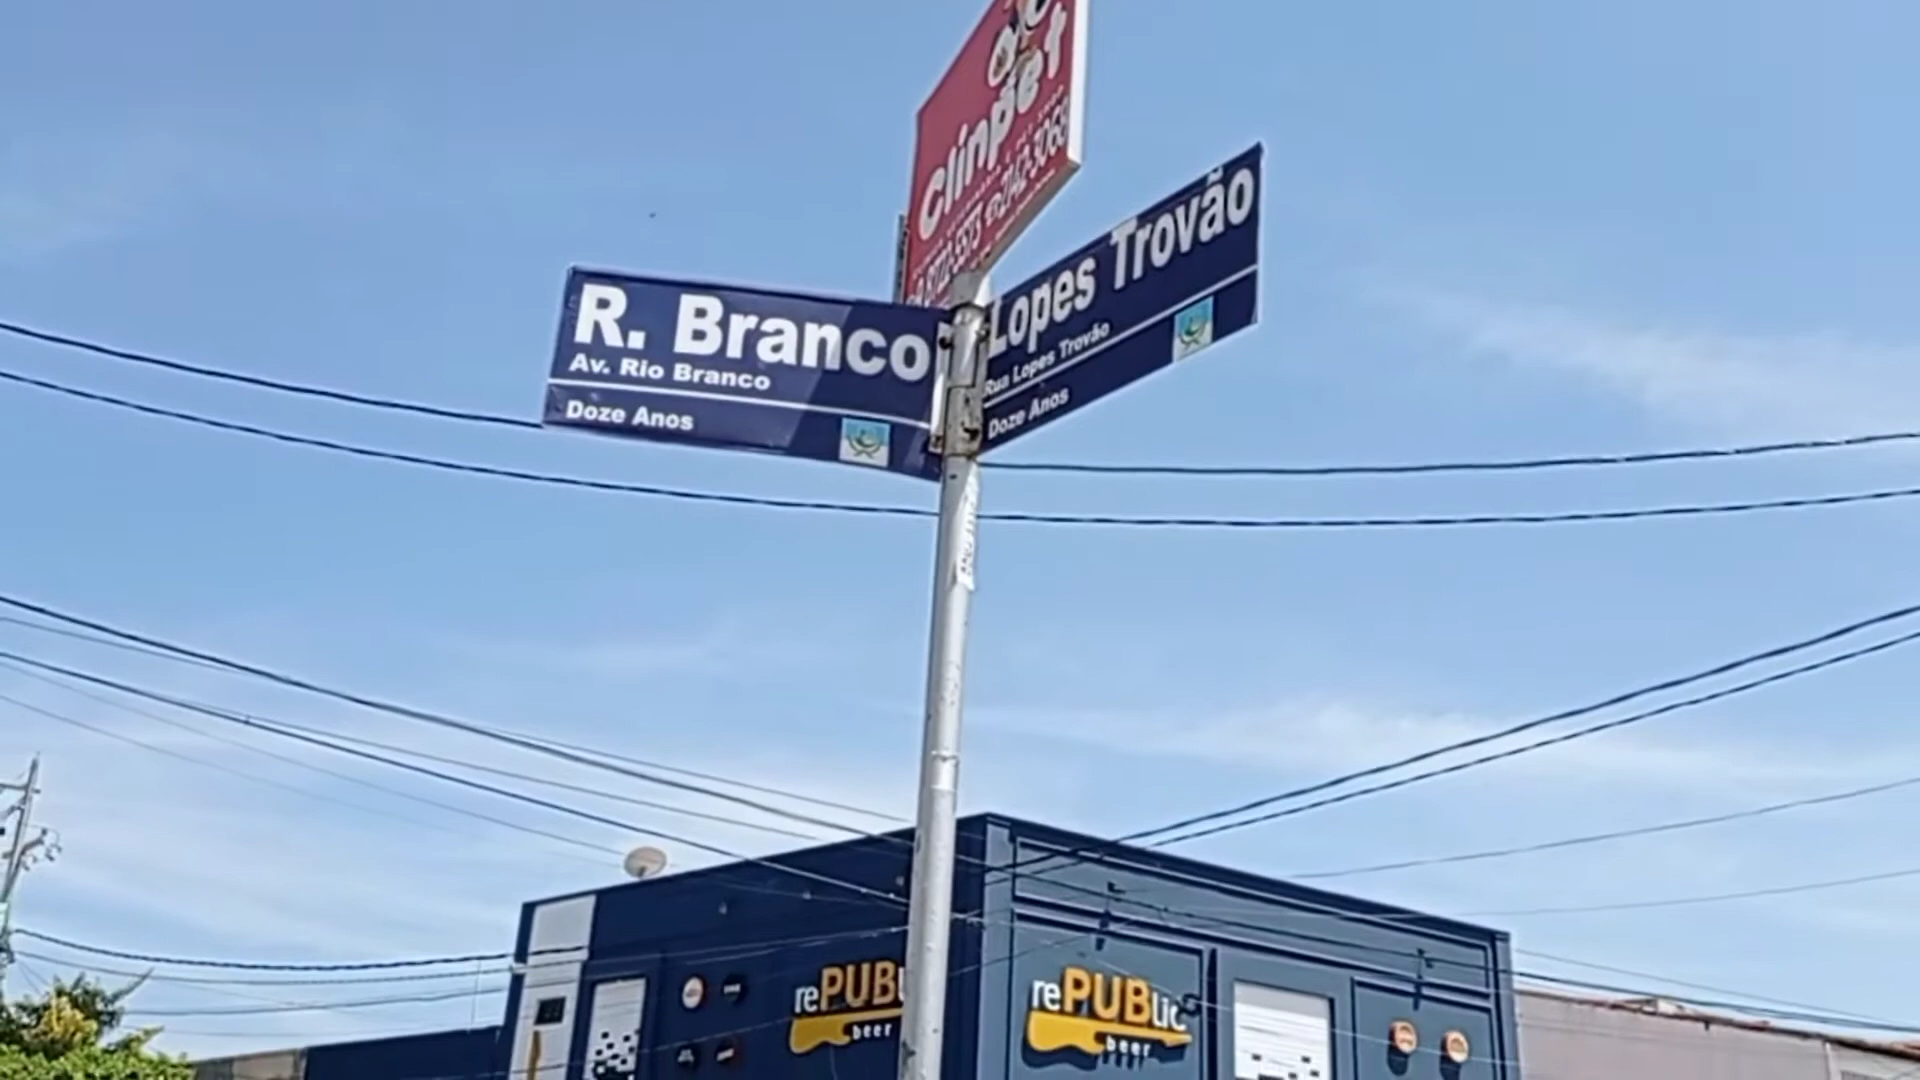 Clinpet
R. Branco
Av. Rio Branco
Doze Anos
Lopes Trovão
Rua Lopes Trovão
Doze Anos
rePUB
beer
rePUBlic
beer